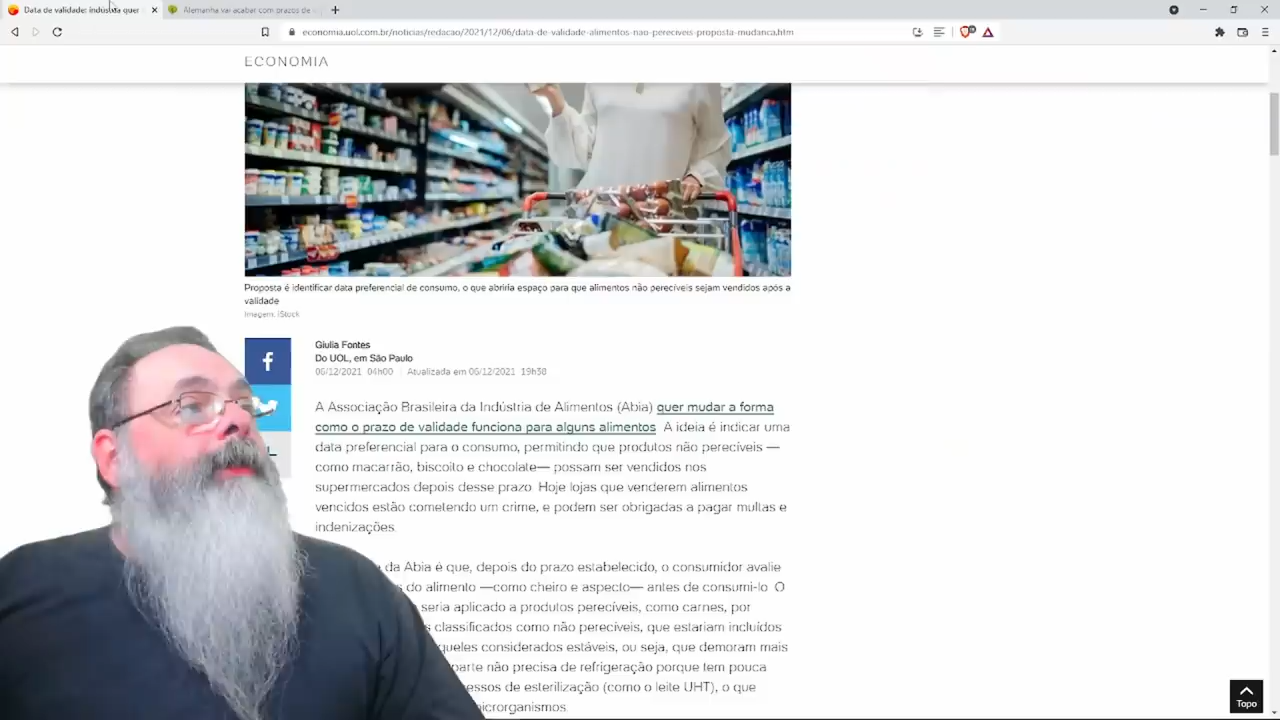 Data de validade: indústria quer
Alemanha vai acabar com prazos de
economia.uol.com.br/noticias/redacao/2021/12/06/data-de-validade-alimentos-nao-pereciveis-proposta-mudanca.htm
ECONOMIA
Proposta é identificar data preferencial de consumo, o que abriria espaço para que alimentos não perecíveis sejam vendidos após a
validade
Imagem: iStock
Giulia Fontes
Do UOL, em São Paulo
06/12/2021 04h00 Atualizada em 06/12/2021 19h38
A Associação Brasileira da Indústria de Alimentos (Abia) quer mudar a forma
como o prazo de validade funciona para alguns alimentos. A ideia é indicar uma
data preferencial para o consumo, permitindo que produtos não perecíveis —
como macarrão, biscoito e chocolate— possam ser vendidos nos
supermercados depois desse prazo. Hoje lojas que venderem alimentos
vencidos estão cometendo um crime, e podem ser obrigadas a pagar multas e
indenizações.
da Abia é que, depois do prazo estabelecido, o consumidor avalie
do alimento —como cheiro e aspecto— antes de consumi-lo. O
seria aplicado a produtos perecíveis, como carnes, por
classificados como não perecíveis, que estariam incluídos
queles considerados estáveis, ou seja, que demoram mais
parte não precisa de refrigeração porque tem pouca
essos de esterilização (como o leite UHT), o que
icrorganismos.
Topo